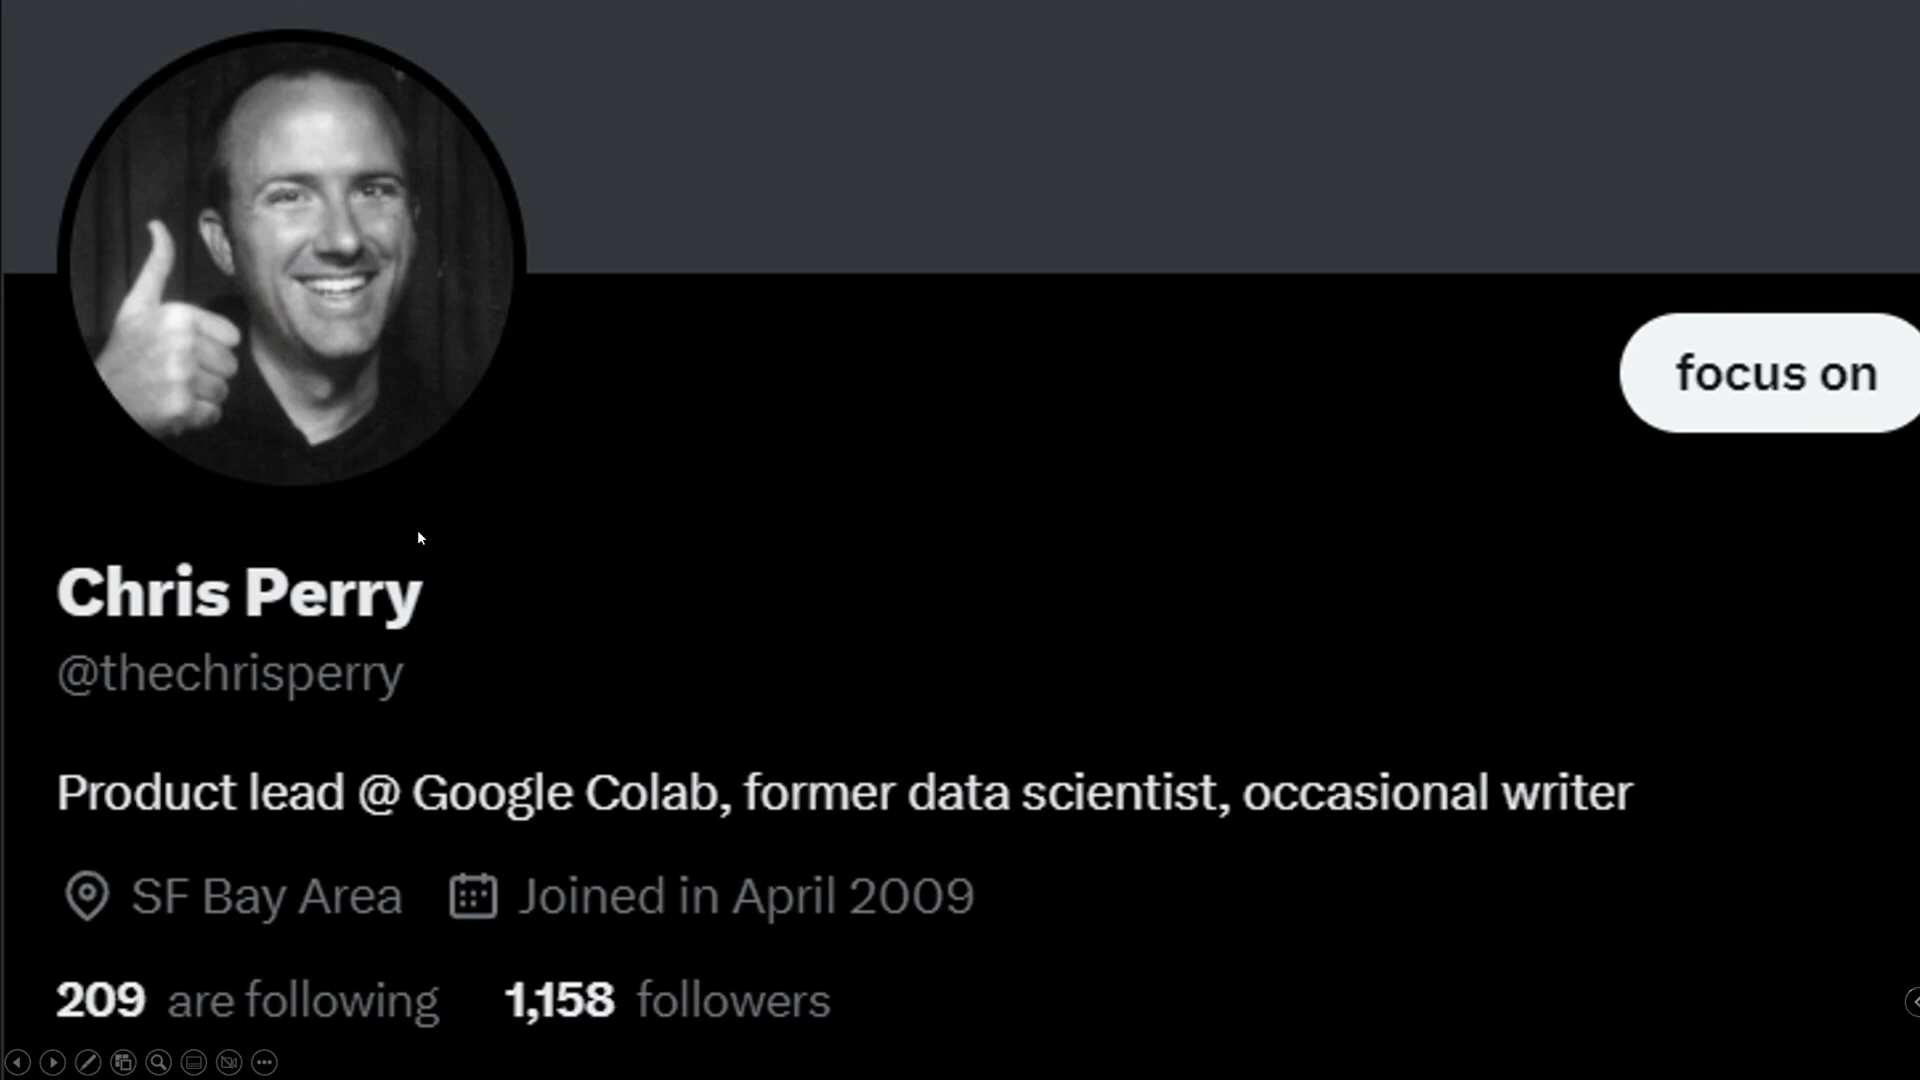 focus on
Chris Perry
@thechrisperry
Product lead @ Google Colab, former data scientist, occasional writer
SF Bay Area Joined in April 2009
209 are following 1,158 followers